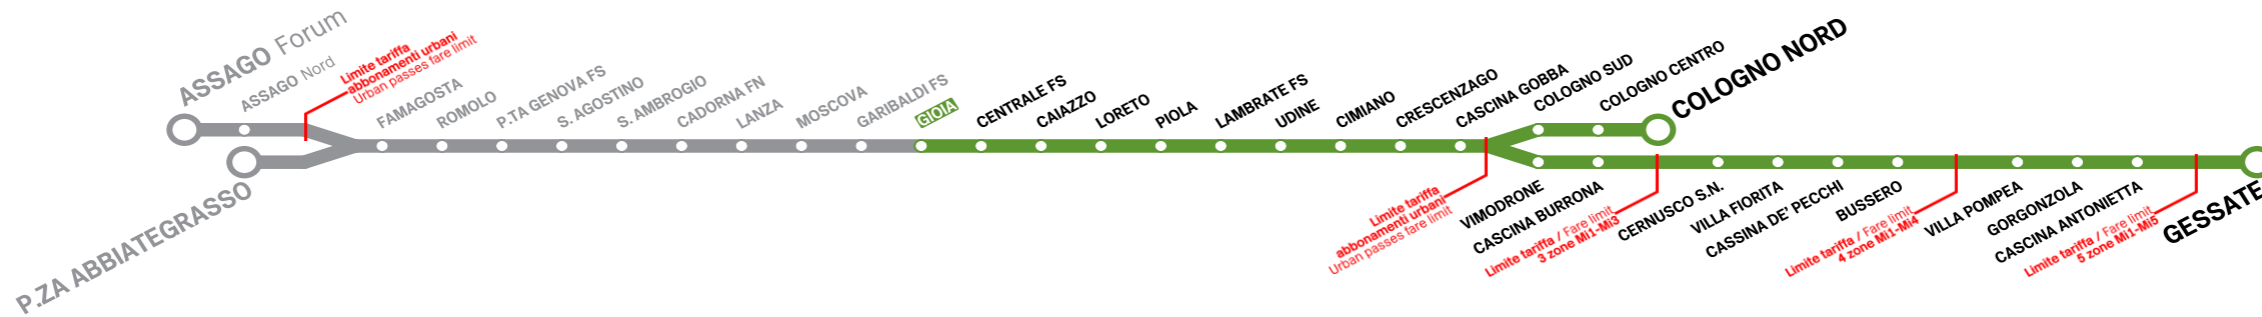 ASSAGO Forum
ASSAGO Nord
Limite tariffa
abbonamenti urbani
Urban passes fare limit
P.ZA ABBIATEGRASSO
FAMAGOSTA
ROMOLO
P.TA GENOVA FS
S. AGOSTINO
S. AMBROGIO
CADORNA FN
LANZA
MOSCOVA
GARIBALDI FS
GIOIA
CENTRALE FS
CAIAZZO
LORETO
PIOLA
LAMBRATE FS
UDINE
CIMIANO
CRESCENZAGO
CASCINA GOBBA
COLOGNO SUD
COLOGNO CENTRO
COLOGNO NORD
Limite tariffa
abbonamenti urbani
Urban passes fare limit
VIMODRONE
CASCINA BURRONA
Limite tariffa / Fare limit
3 zone Mi1-Mi3
CERNUSCO S.N.
VILLA FIORITA
CASSINA DE' PECCHI
BUSSERO
Limite tariffa / Fare limit
4 zone Mi1-Mi4
VILLA POMPEA
GORGONZOLA
CASCINA ANTONIETTA
Limite tariffa / Fare limit
5 zone Mi1-Mi5
GESSATE